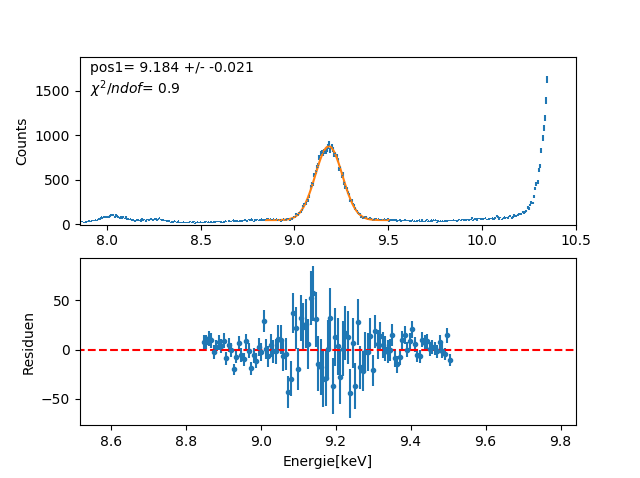 pos1= 9.184 +/- -0.021
χ²/ndof= 0.9
Counts
1500
1000
500
0
8.0 8.5 9.0 9.5 10.0 10.5
Residuen
50
0
−50
8.6 8.8 9.0 9.2 9.4 9.6 9.8
Energie[keV]